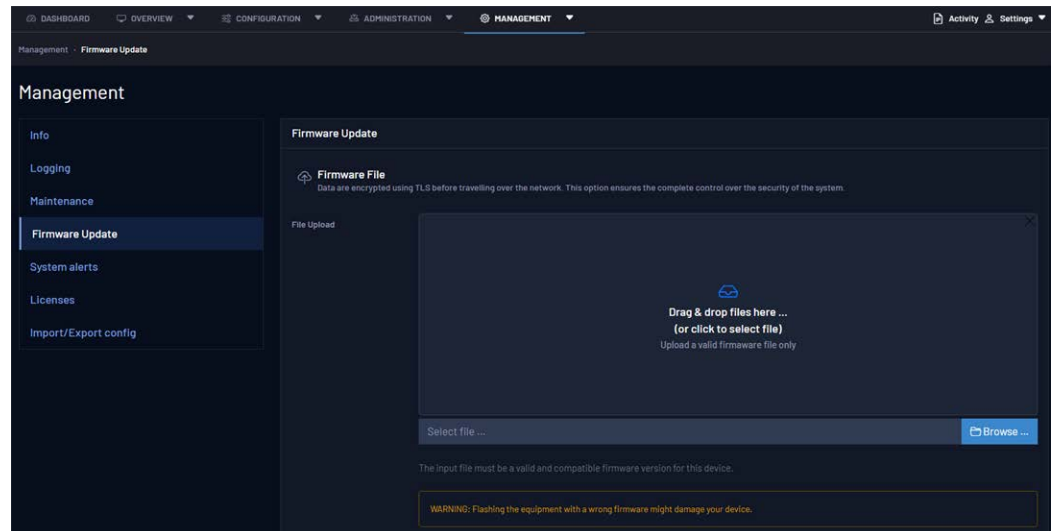 DASHBOARD OVERVIEW CONFIGURATION ADMINISTRATION MANAGEMENT Activity Settings
Management · Firmware Update
Management
Info
Logging
Maintenance
Firmware Update
System alerts
Licenses
Import/Export config
Firmware Update
Firmware File
Data are encrypted using TLS before travelling over the network. This option ensures the complete control over the security of the system.
File Upload
Drag & drop files here ...
(or click to select file)
Upload a valid firmaware file only
Select file ...
Browse ...
The input file must be a valid and compatible firmware version for this device.
WARNING: Flashing the equipment with a wrong firmware might damage your device.